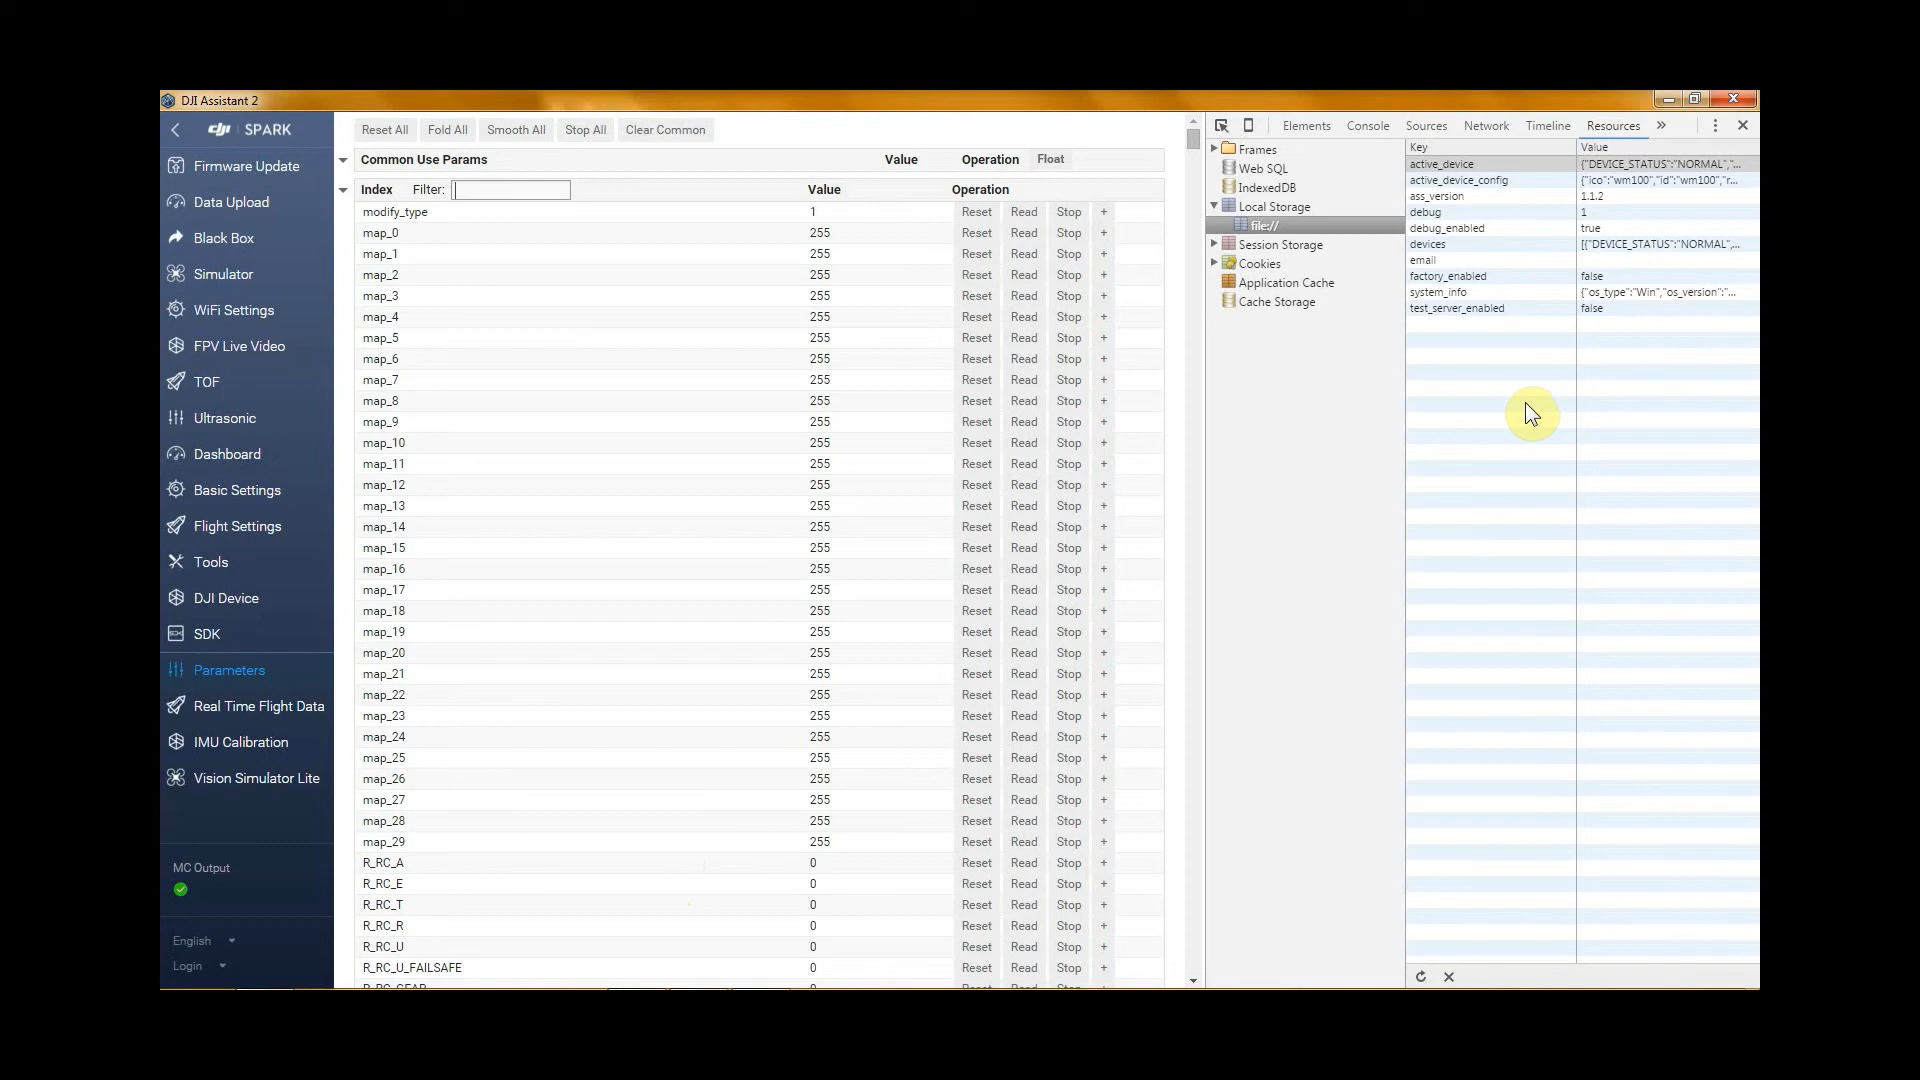 DJI Assistant 2
dji SPARK
Firmware Update
Data Upload
Black Box
Simulator
WiFi Settings
FPV Live Video
TOF
Ultrasonic
Dashboard
Basic Settings
Flight Settings
Tools
DJI Device
SDK
Parameters
Real Time Flight Data
IMU Calibration
Vision Simulator Lite
MC Output
English
Login
Reset All Fold All Smooth All Stop All Clear Common
Common Use Params Value Operation Float
Index Filter: Value Operation
modify_type 1 Reset Read Stop +
map_0 255 Reset Read Stop +
map_1 255 Reset Read Stop +
map_2 255 Reset Read Stop +
map_3 255 Reset Read Stop +
map_4 255 Reset Read Stop +
map_5 255 Reset Read Stop +
map_6 255 Reset Read Stop +
map_7 255 Reset Read Stop +
map_8 255 Reset Read Stop +
map_9 255 Reset Read Stop +
map_10 255 Reset Read Stop +
map_11 255 Reset Read Stop +
map_12 255 Reset Read Stop +
map_13 255 Reset Read Stop +
map_14 255 Reset Read Stop +
map_15 255 Reset Read Stop +
map_16 255 Reset Read Stop +
map_17 255 Reset Read Stop +
map_18 255 Reset Read Stop +
map_19 255 Reset Read Stop +
map_20 255 Reset Read Stop +
map_21 255 Reset Read Stop +
map_22 255 Reset Read Stop +
map_23 255 Reset Read Stop +
map_24 255 Reset Read Stop +
map_25 255 Reset Read Stop +
map_26 255 Reset Read Stop +
map_27 255 Reset Read Stop +
map_28 255 Reset Read Stop +
map_29 255 Reset Read Stop +
R_RC_A 0 Reset Read Stop +
R_RC_E 0 Reset Read Stop +
R_RC_T 0 Reset Read Stop +
R_RC_R 0 Reset Read Stop +
R_RC_U 0 Reset Read Stop +
R_RC_U_FAILSAFE 0 Reset Read Stop +
Elements Console Sources Network Timeline Resources »
Frames
Web SQL
IndexedDB
Local Storage
file://
Session Storage
Cookies
Application Cache
Cache Storage
Key Value
active_device {"DEVICE_STATUS":"NORMAL","...
active_device_config {"ico":"wm100","id":"wm100","r...
ass_version 1.1.2
debug 1
debug_enabled true
devices [{"DEVICE_STATUS":"NORMAL",...
email
factory_enabled false
system_info {"os_type":"Win","os_version":"...
test_server_enabled false